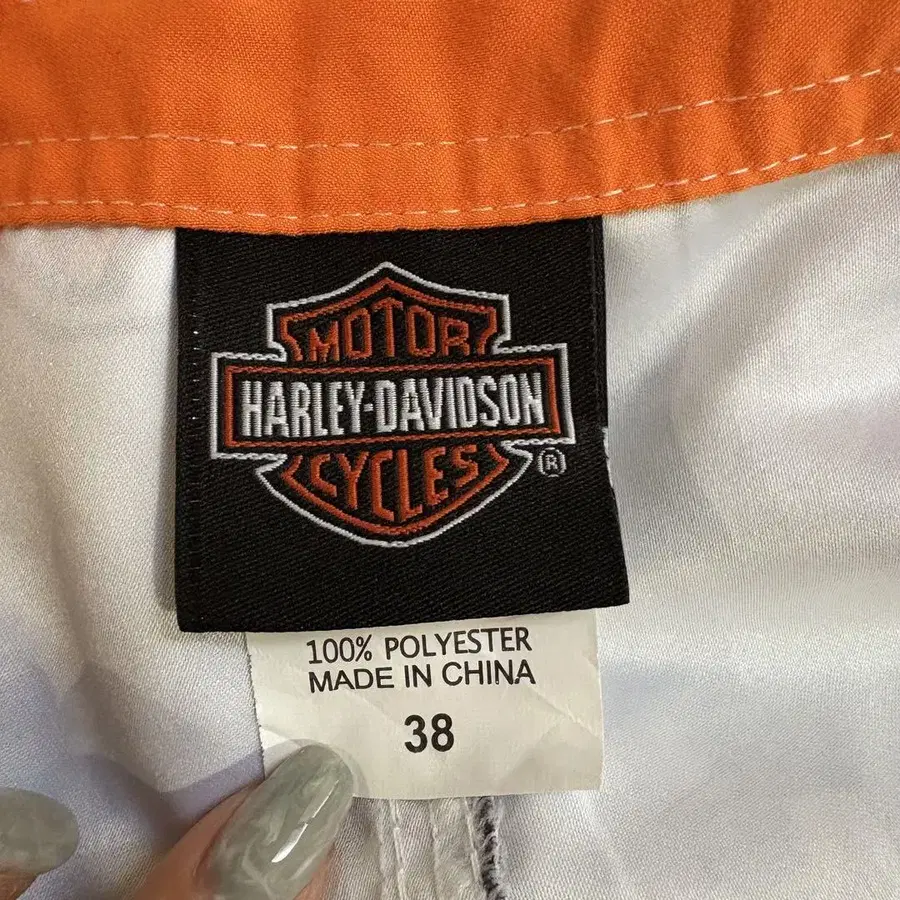 MOTOR
HARLEY-DAVIDSON
CYCLES
®
100% POLYESTER
MADE IN CHINA
38